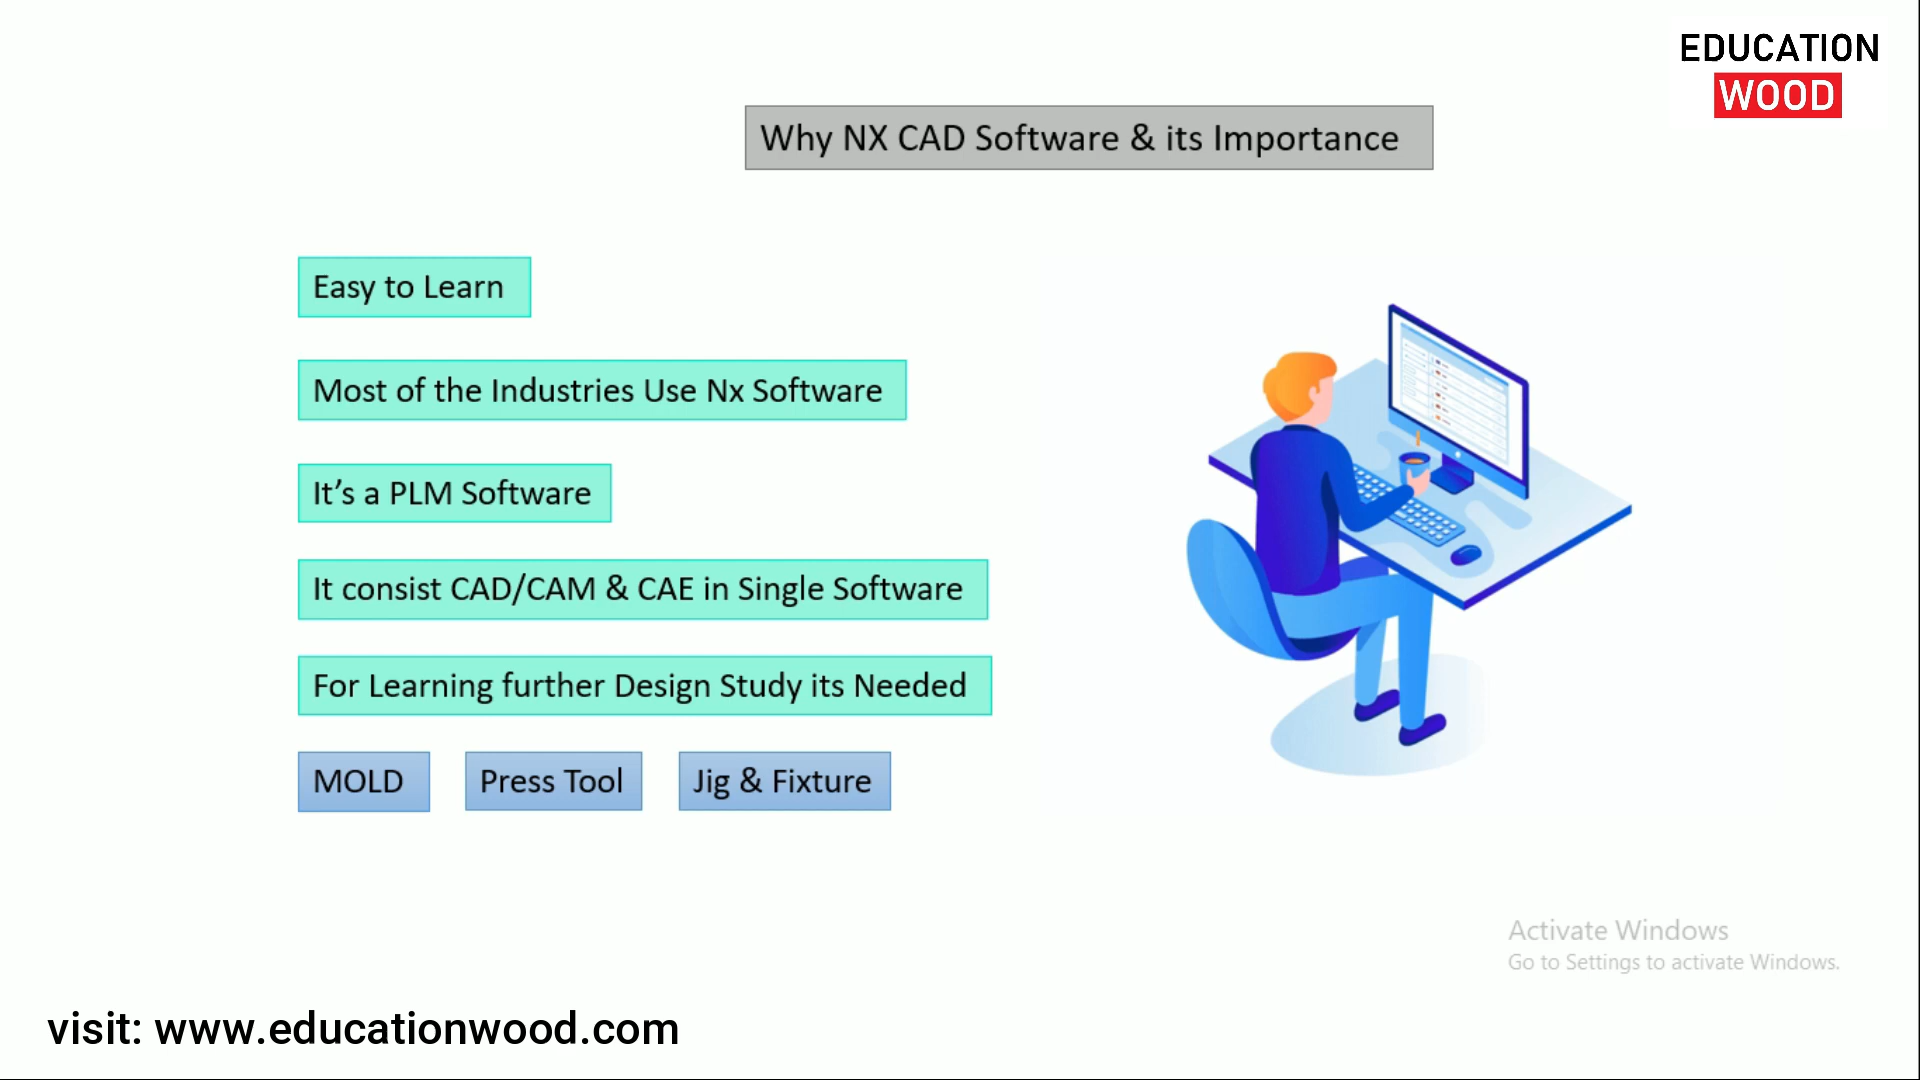 EDUCATION
WOOD
Why NX CAD Software & its Importance
Easy to Learn
Most of the Industries Use Nx Software
It’s a PLM Software
It consist CAD/CAM & CAE in Single Software
For Learning further Design Study its Needed
MOLD
Press Tool
Jig & Fixture
Activate Windows
Go to Settings to activate Windows.
visit: www.educationwood.com